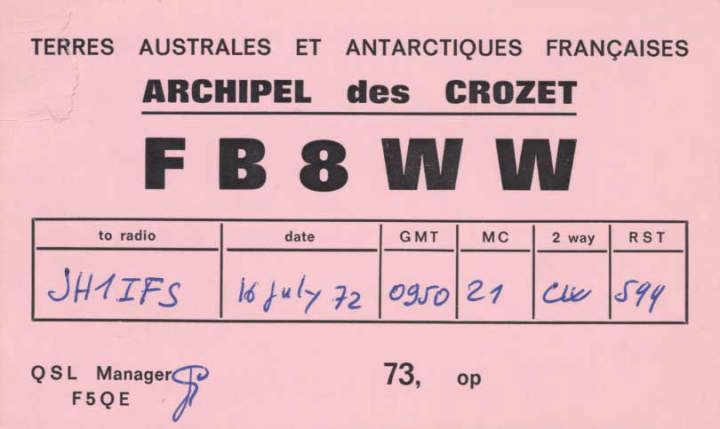 TERRES AUSTRALES ET ANTARCTIQUES FRANÇAISES
ARCHIPEL des CROZET
FB8WW
to radio date GMT MC 2 way RST
JH1IFS 16 july 72 0950 21 cw 599
QSL Manager
F5QE
73, op